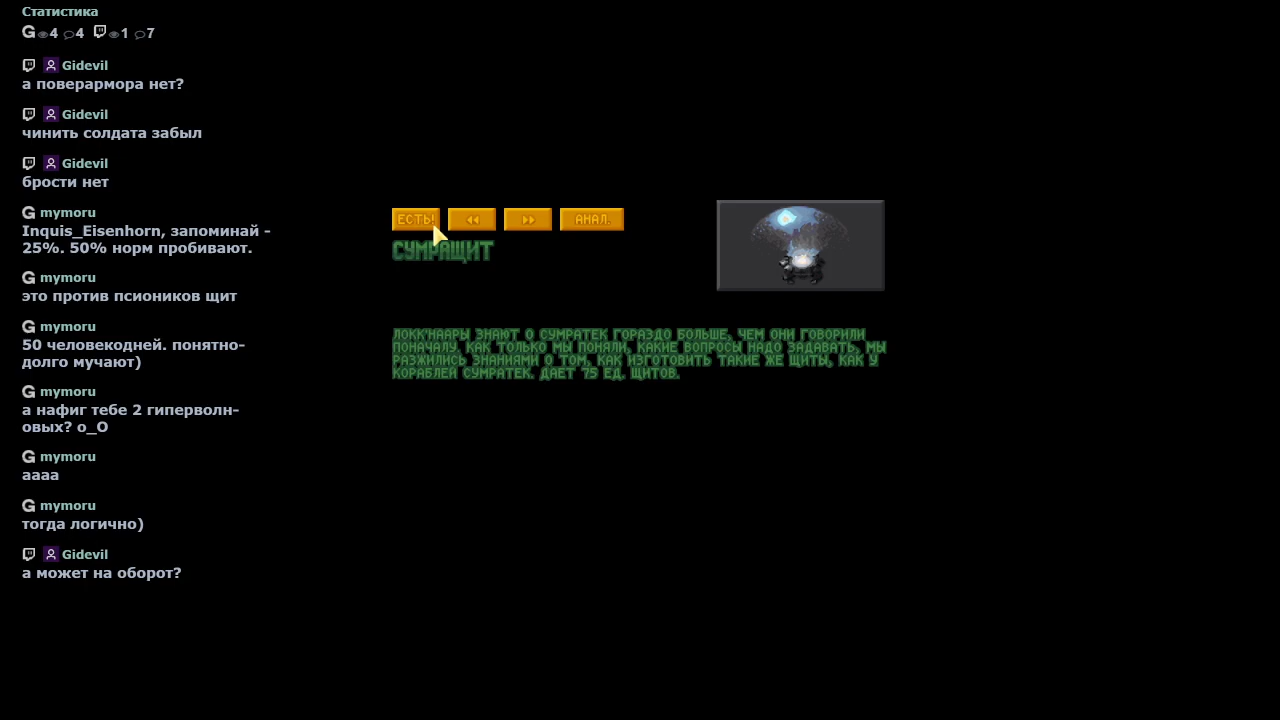 Статистика
4 4 1 7
Gidevil
а поверармора нет?
Gidevil
чинить солдата забыл
Gidevil
брости нет
mymoru
Inquis_Eisenhorn, запоминай -
25%. 50% норм пробивают.
mymoru
это против псиоников щит
mymoru
50 человекодней. понятно-
долго мучают)
mymoru
а нафиг тебе 2 гиперволн-
овых? о_О
mymoru
аааа
mymoru
тогда логично)
Gidevil
а может на оборот?
ЕСТЬ! АНАЛ.
СУМРАЩИТ
ЛОКК'НААРЫ ЗНАЮТ О СУМРАТЕК ГОРАЗДО БОЛЬШЕ, ЧЕМ ОНИ ГОВОРИЛИ
ПОНАЧАЛУ. КАК ТОЛЬКО МЫ ПОНЯЛИ, КАКИЕ ВОПРОСЫ НАДО ЗАДАВАТЬ, МЫ
РАЗЖИЛИСЬ ЗНАНИЯМИ О ТОМ, КАК ИЗГОТОВИТЬ ТАКИЕ ЖЕ ЩИТЫ, КАК У
КОРАБЛЕЙ СУМРАТЕК. ДАЕТ 75 ЕД. ЩИТОВ.